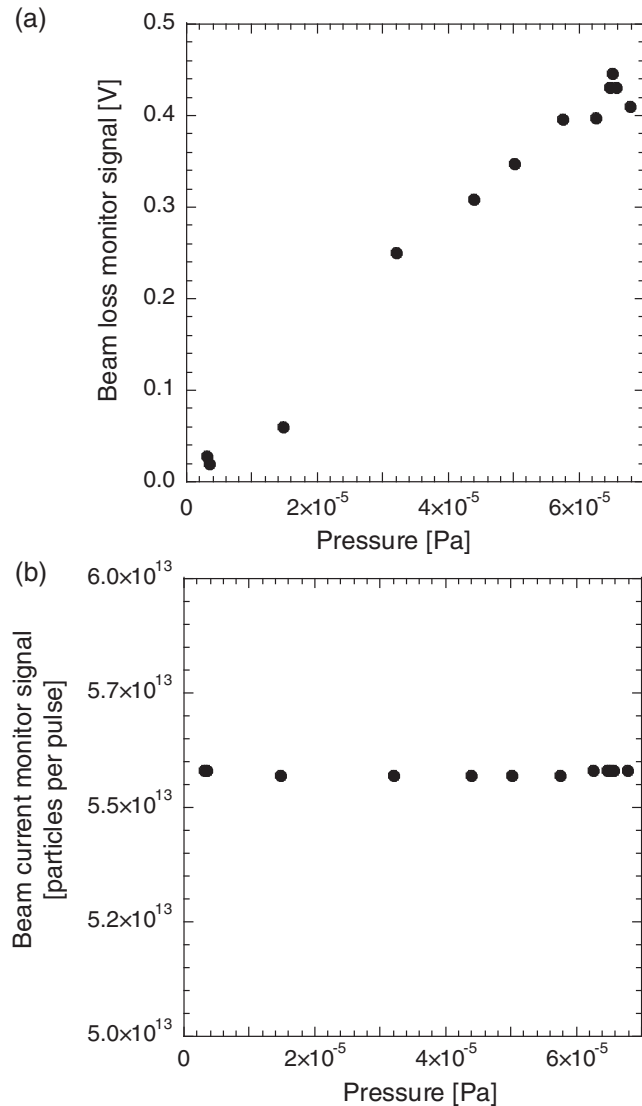 (a)
0.5
0.4
0.3
0.2
0.1
0.0
Beam loss monitor signal [V]
0
2×10⁻⁵
4×10⁻⁵
6×10⁻⁵
Pressure [Pa]
(b)
6.0×10¹³
5.7×10¹³
5.5×10¹³
5.2×10¹³
5.0×10¹³
Beam current monitor signal
[particles per pulse]
0
2×10⁻⁵
4×10⁻⁵
6×10⁻⁵
Pressure [Pa]